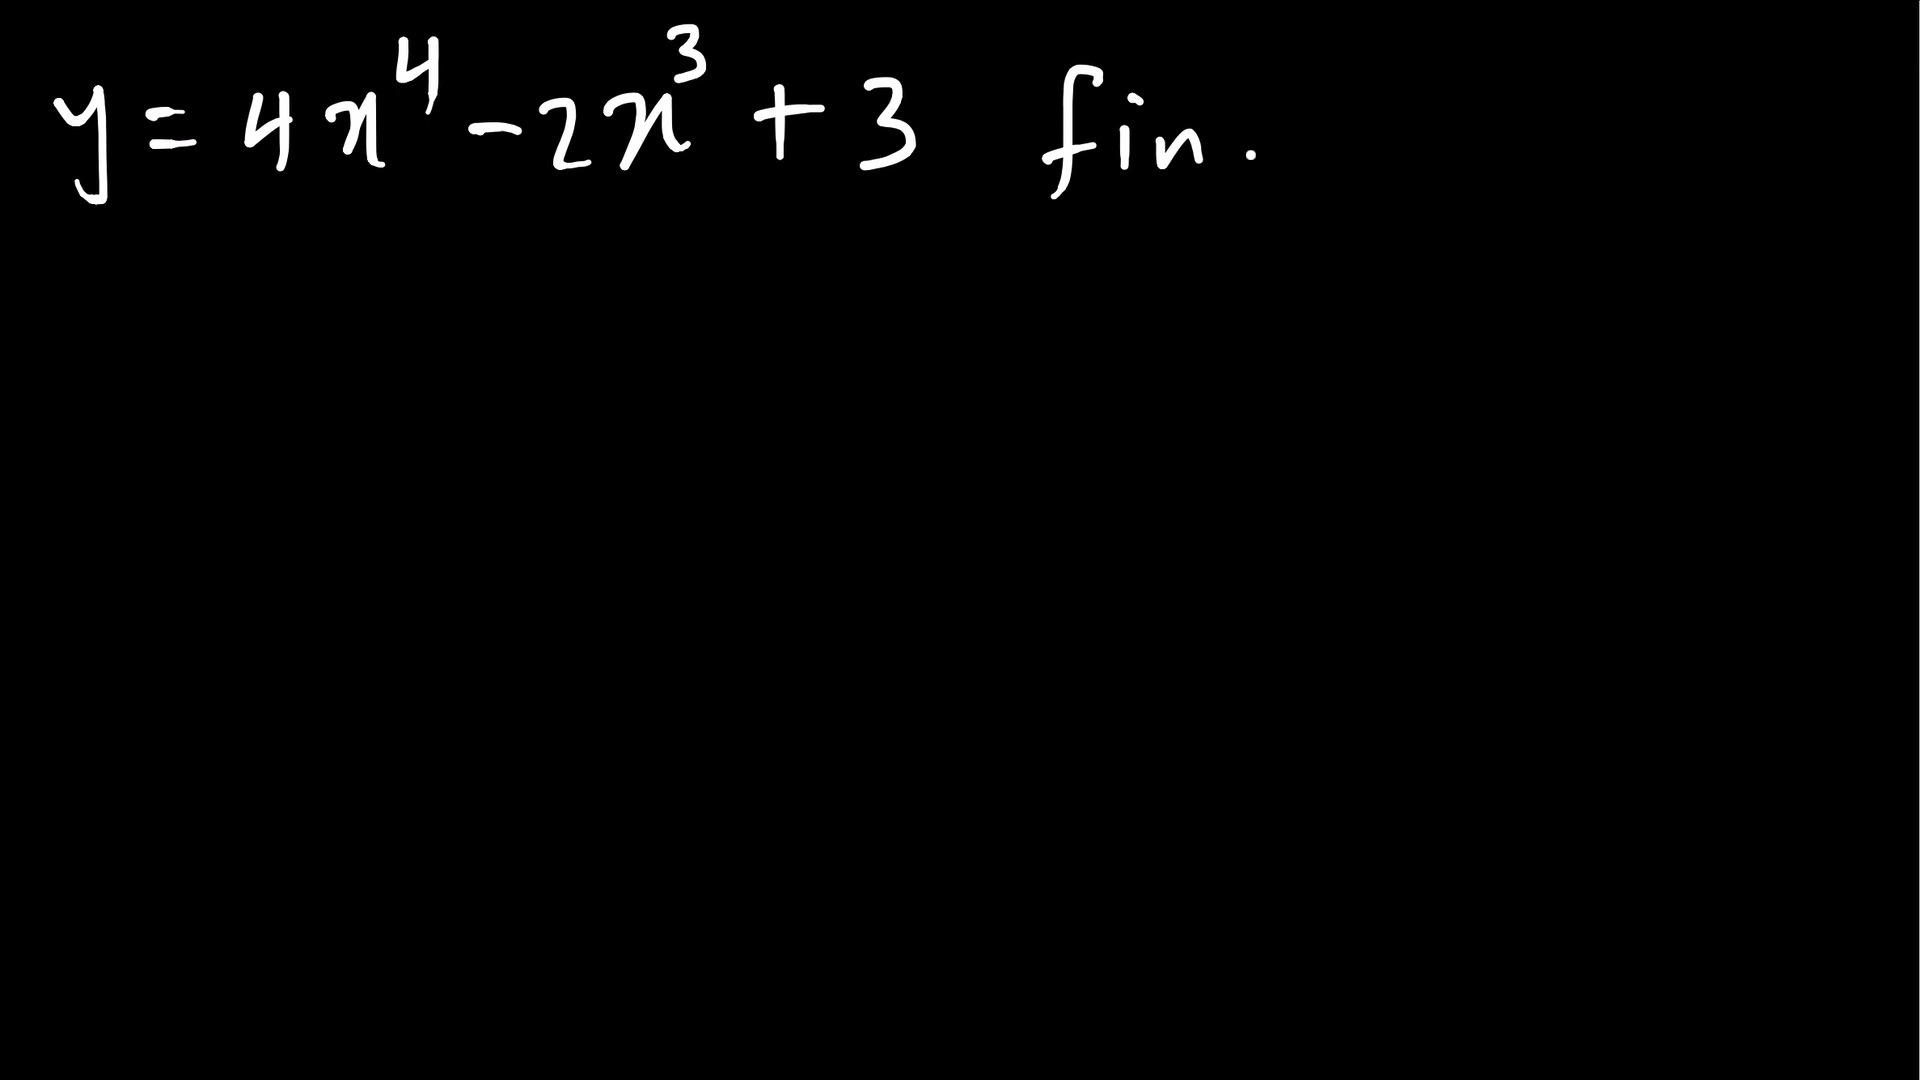 y = 4x⁴ - 2x³ + 3 fin.